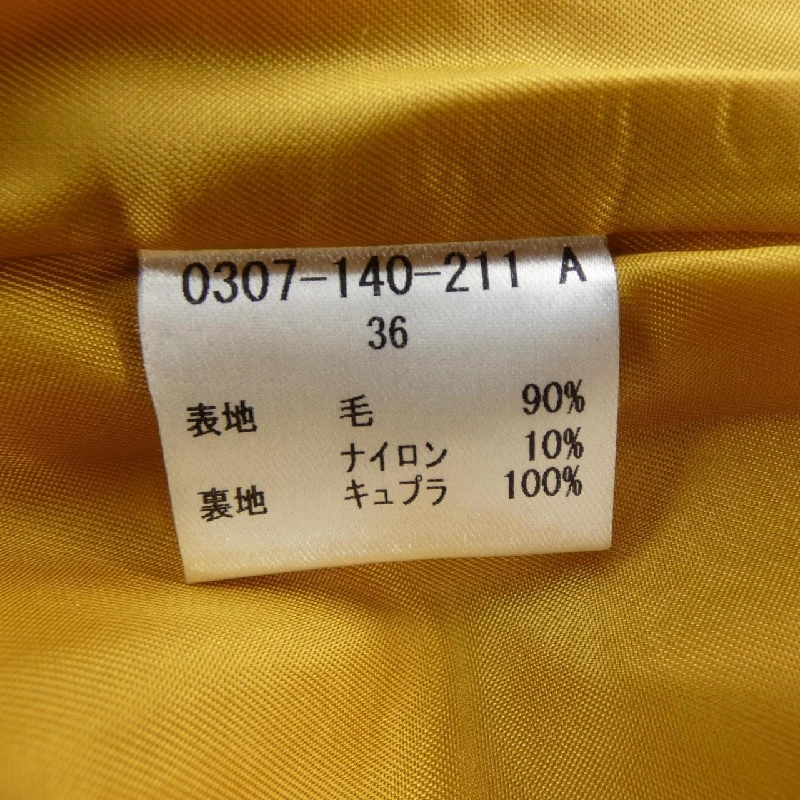 0307-140-211 A
36
表地 毛 90%
ナイロン 10%
裏地 キュプラ 100%